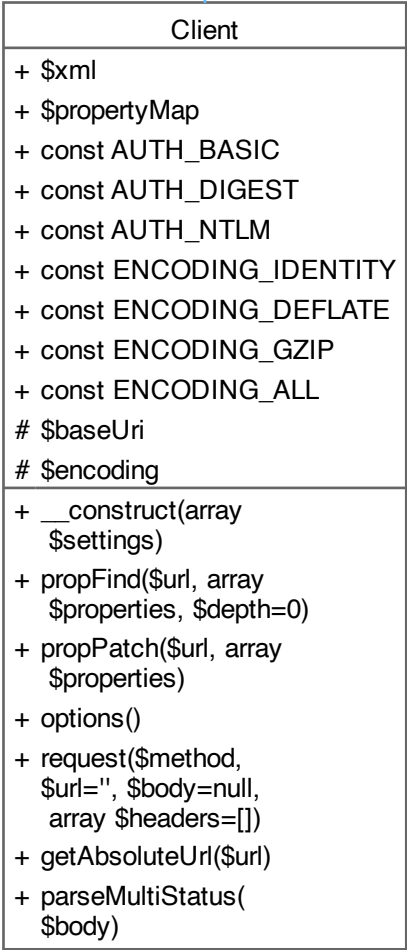 Client
+ $xml
+ $propertyMap
+ const AUTH_BASIC
+ const AUTH_DIGEST
+ const AUTH_NTLM
+ const ENCODING_IDENTITY
+ const ENCODING_DEFLATE
+ const ENCODING_GZIP
+ const ENCODING_ALL
# $baseUri
# $encoding
+ __construct(array
$settings)
+ propFind($url, array
$properties, $depth=0)
+ propPatch($url, array
$properties)
+ options()
+ request($method,
$url='', $body=null,
array $headers=[])
+ getAbsoluteUrl($url)
+ parseMultiStatus(
$body)